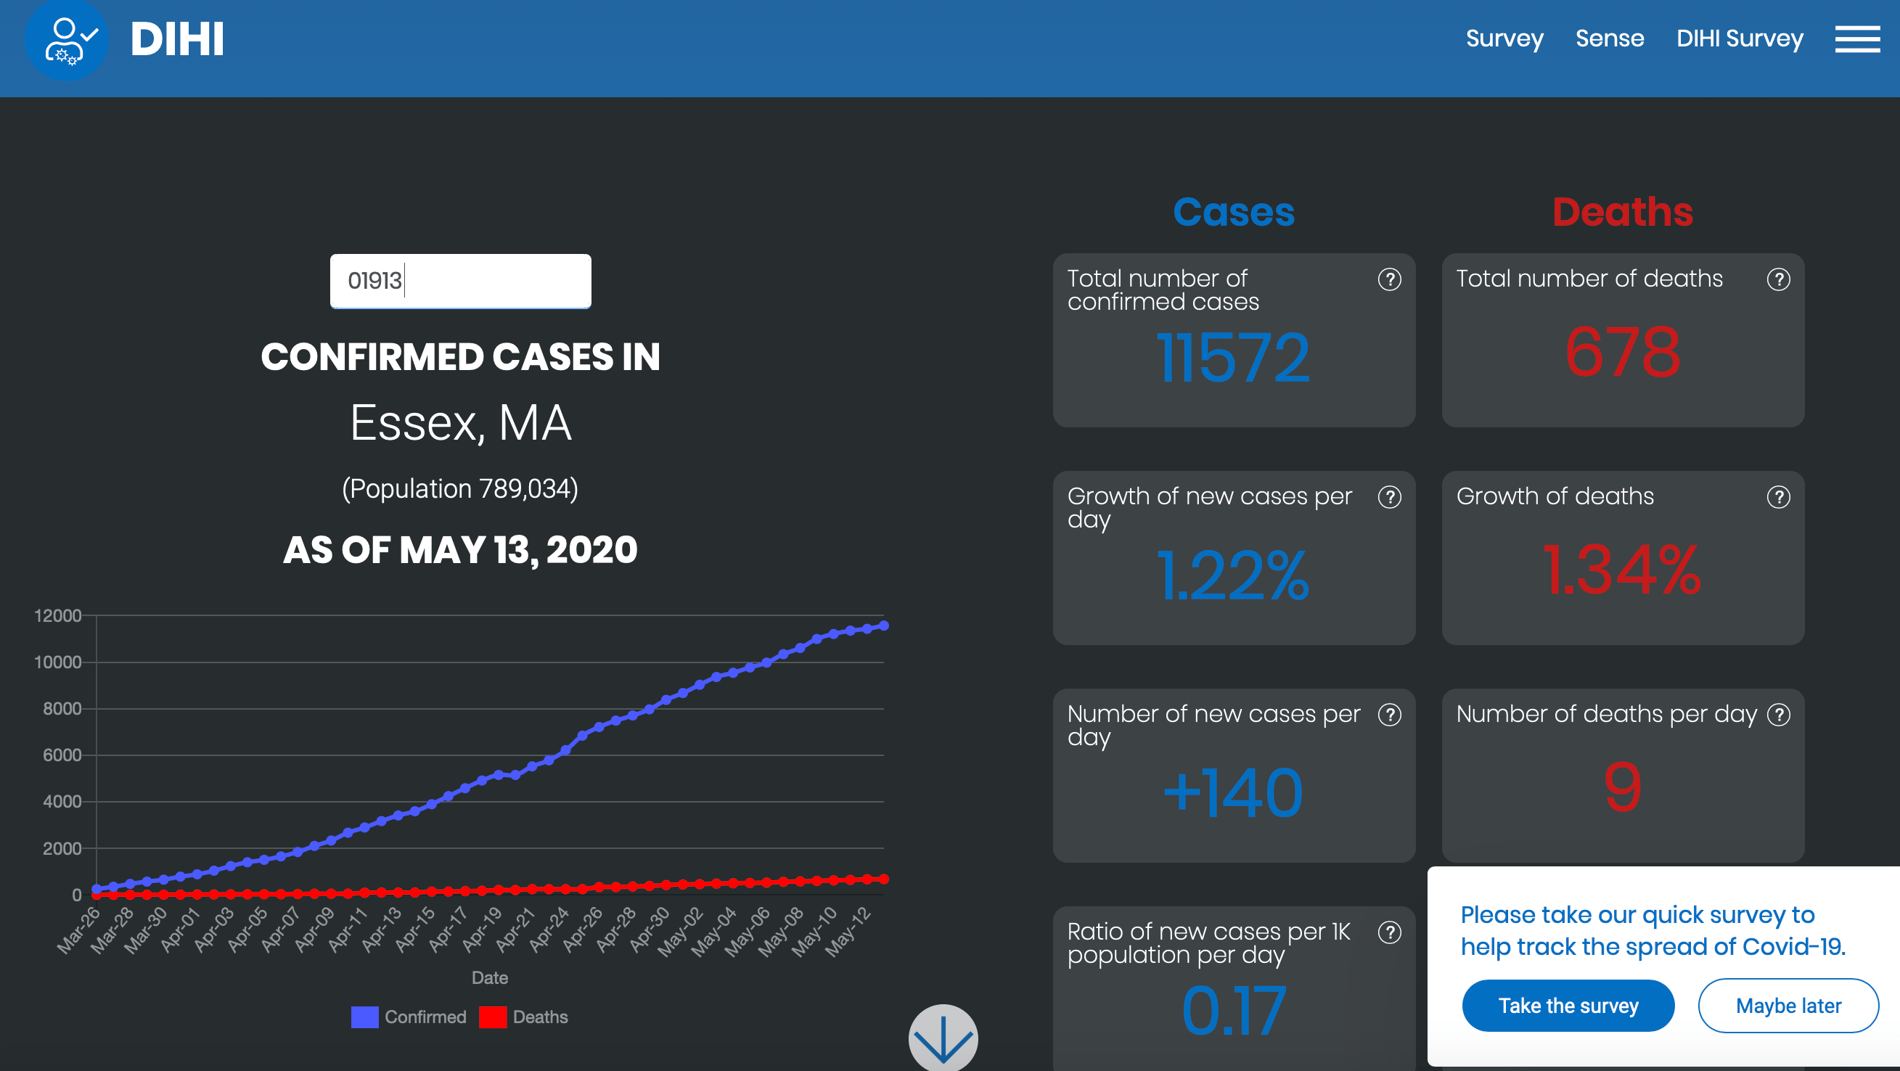 DIHI
Survey
Sense
DIHI Survey
01913
CONFIRMED CASES IN
Essex, MA
(Population 789,034)
AS OF MAY 13, 2020
12000
10000
8000
6000
4000
2000
0
Mar-26
Mar-28
Mar-30
Apr-01
Apr-03
Apr-05
Apr-07
Apr-09
Apr-11
Apr-13
Apr-15
Apr-17
Apr-19
Apr-21
Apr-24
Apr-26
Apr-28
Apr-30
May-02
May-04
May-06
May-08
May-10
May-12
Date
Confirmed
Deaths
Cases
Total number of
confirmed cases
?
11572
Growth of new cases per
day
?
1.22%
Number of new cases per
day
?
+140
Ratio of new cases per 1K
population per day
?
0.17
Deaths
Total number of deaths
?
678
Growth of deaths
?
1.34%
Number of deaths per day
?
9
Please take our quick survey to
help track the spread of Covid-19.
Take the survey
Maybe later